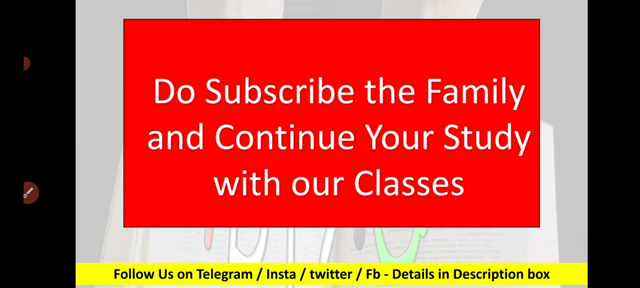 Do Subscribe the Family
and Continue Your Study
with our Classes
Follow Us on Telegram / Insta / twitter / Fb - Details in Description box